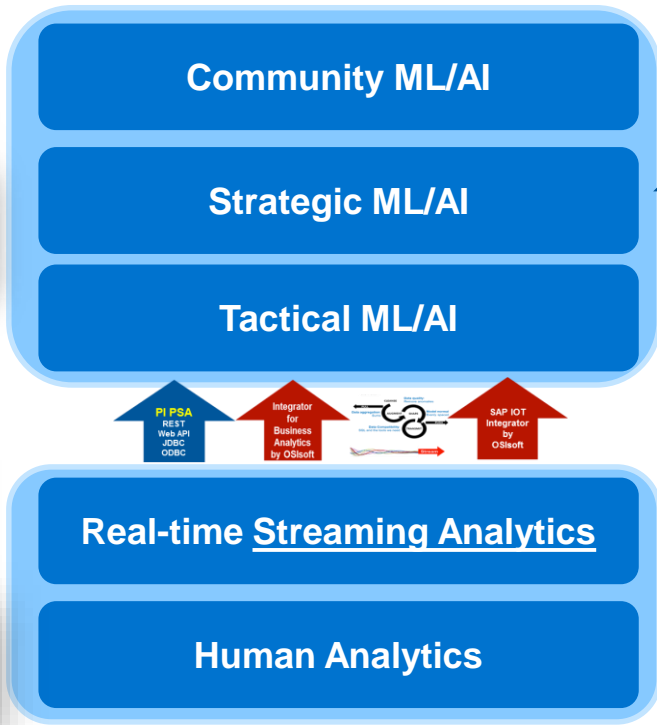 Community ML/AI
Strategic ML/AI
Tactical ML/AI
PI PSA
REST
Web API
JDBC
ODBC
Integrator
for
Business
Analytics
by OSIsoft
SAP IOT
Integrator
by
OSIsoft
Real-time Streaming Analytics
Human Analytics